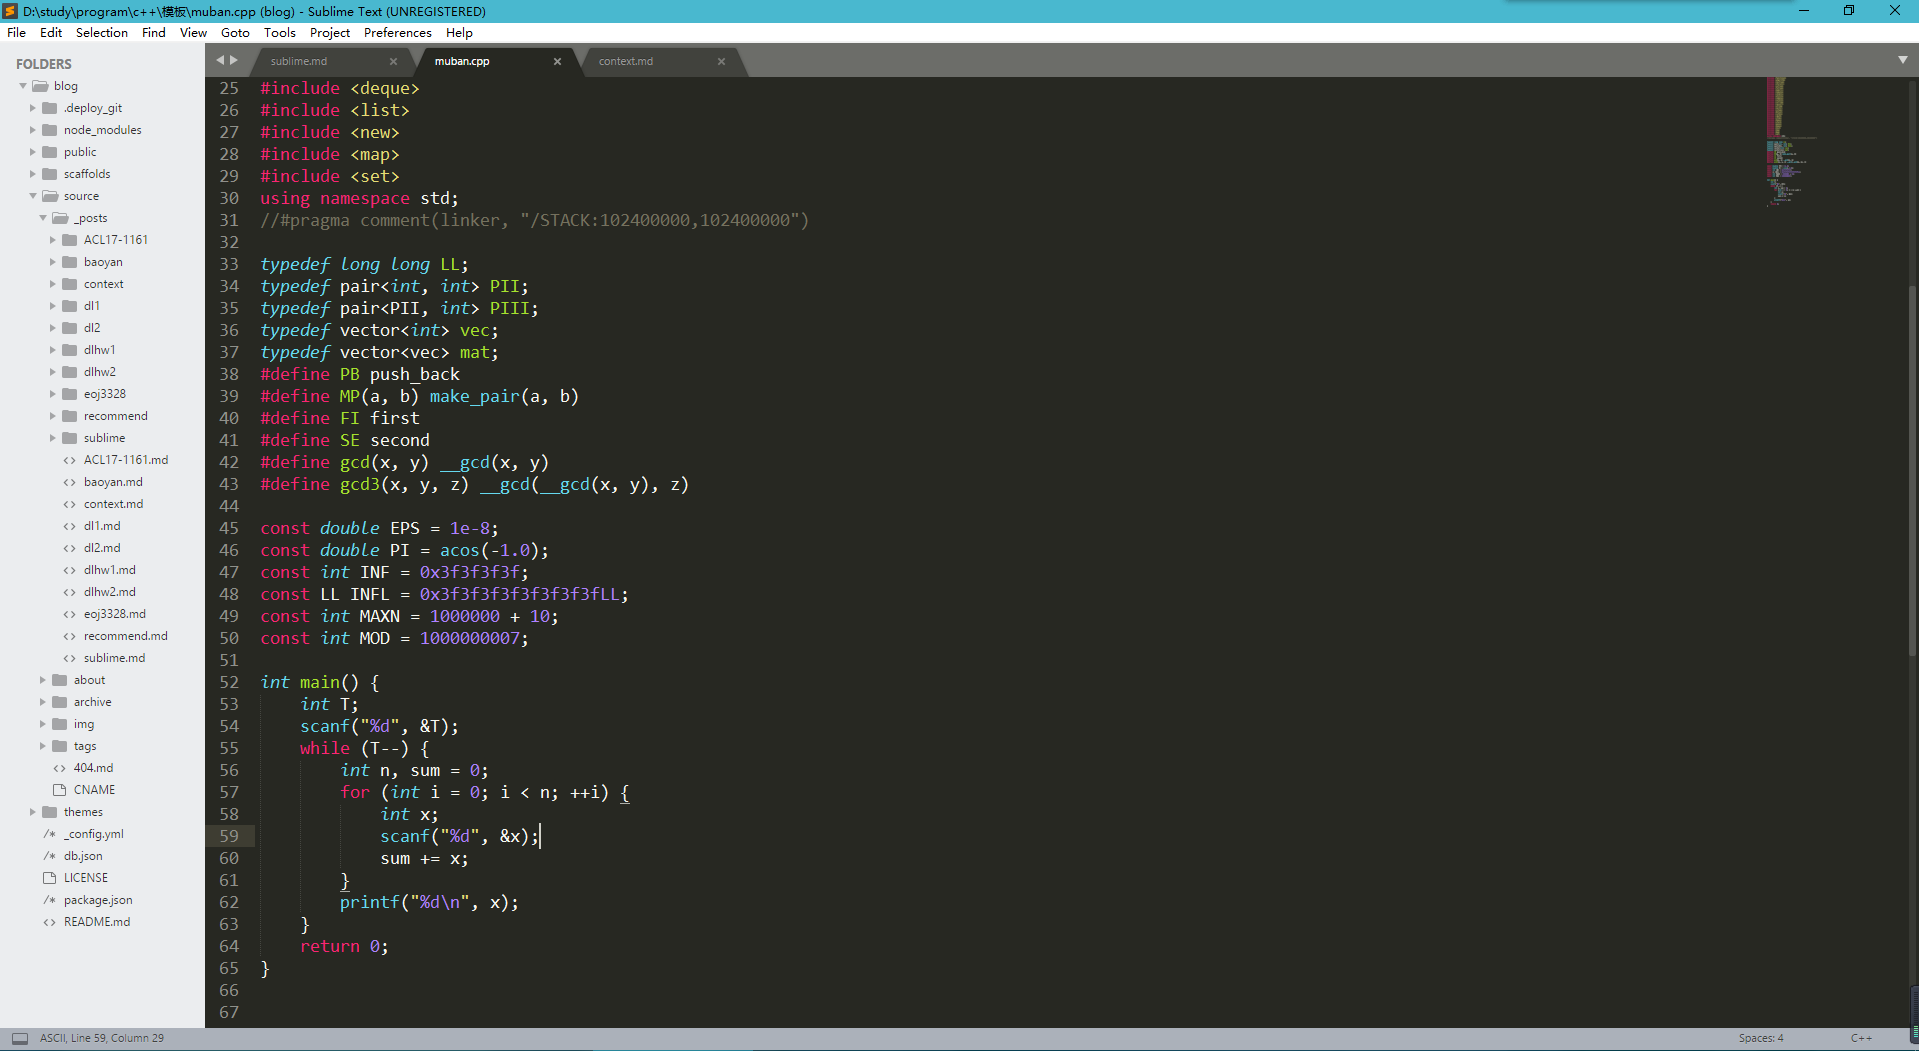 D:\study\program\c++\模板\muban.cpp (blog) - Sublime Text (UNREGISTERED)
File Edit Selection Find View Goto Tools Project Preferences Help
FOLDERS
blog
.deploy_git
node_modules
public
scaffolds
source
_posts
ACL17-1161
baoyan
context
dl1
dl2
dlhw1
dlhw2
eoj3328
recommend
sublime
ACL17-1161.md
baoyan.md
context.md
dl1.md
dl2.md
dlhw1.md
dlhw2.md
eoj3328.md
recommend.md
sublime.md
about
archive
img
tags
404.md
CNAME
themes
_config.yml
db.json
LICENSE
package.json
README.md
sublime.md muban.cpp context.md
25 #include <deque>
26 #include <list>
27 #include <new>
28 #include <map>
29 #include <set>
30 using namespace std;
31 //#pragma comment(linker, "/STACK:102400000,102400000")
32
33 typedef long long LL;
34 typedef pair<int, int> PII;
35 typedef pair<PII, int> PIII;
36 typedef vector<int> vec;
37 typedef vector<vec> mat;
38 #define PB push_back
39 #define MP(a, b) make_pair(a, b)
40 #define FI first
41 #define SE second
42 #define gcd(x, y) __gcd(x, y)
43 #define gcd3(x, y, z) __gcd(__gcd(x, y), z)
44
45 const double EPS = 1e-8;
46 const double PI = acos(-1.0);
47 const int INF = 0x3f3f3f3f;
48 const LL INFL = 0x3f3f3f3f3f3f3f3fLL;
49 const int MAXN = 1000000 + 10;
50 const int MOD = 1000000007;
51
52 int main() {
53     int T;
54     scanf("%d", &T);
55     while (T--) {
56         int n, sum = 0;
57         for (int i = 0; i < n; ++i) {
58             int x;
59             scanf("%d", &x);
60             sum += x;
61         }
62         printf("%d\n", x);
63     }
64     return 0;
65 }
66
67
ASCII, Line 59, Column 29 Spaces: 4 C++